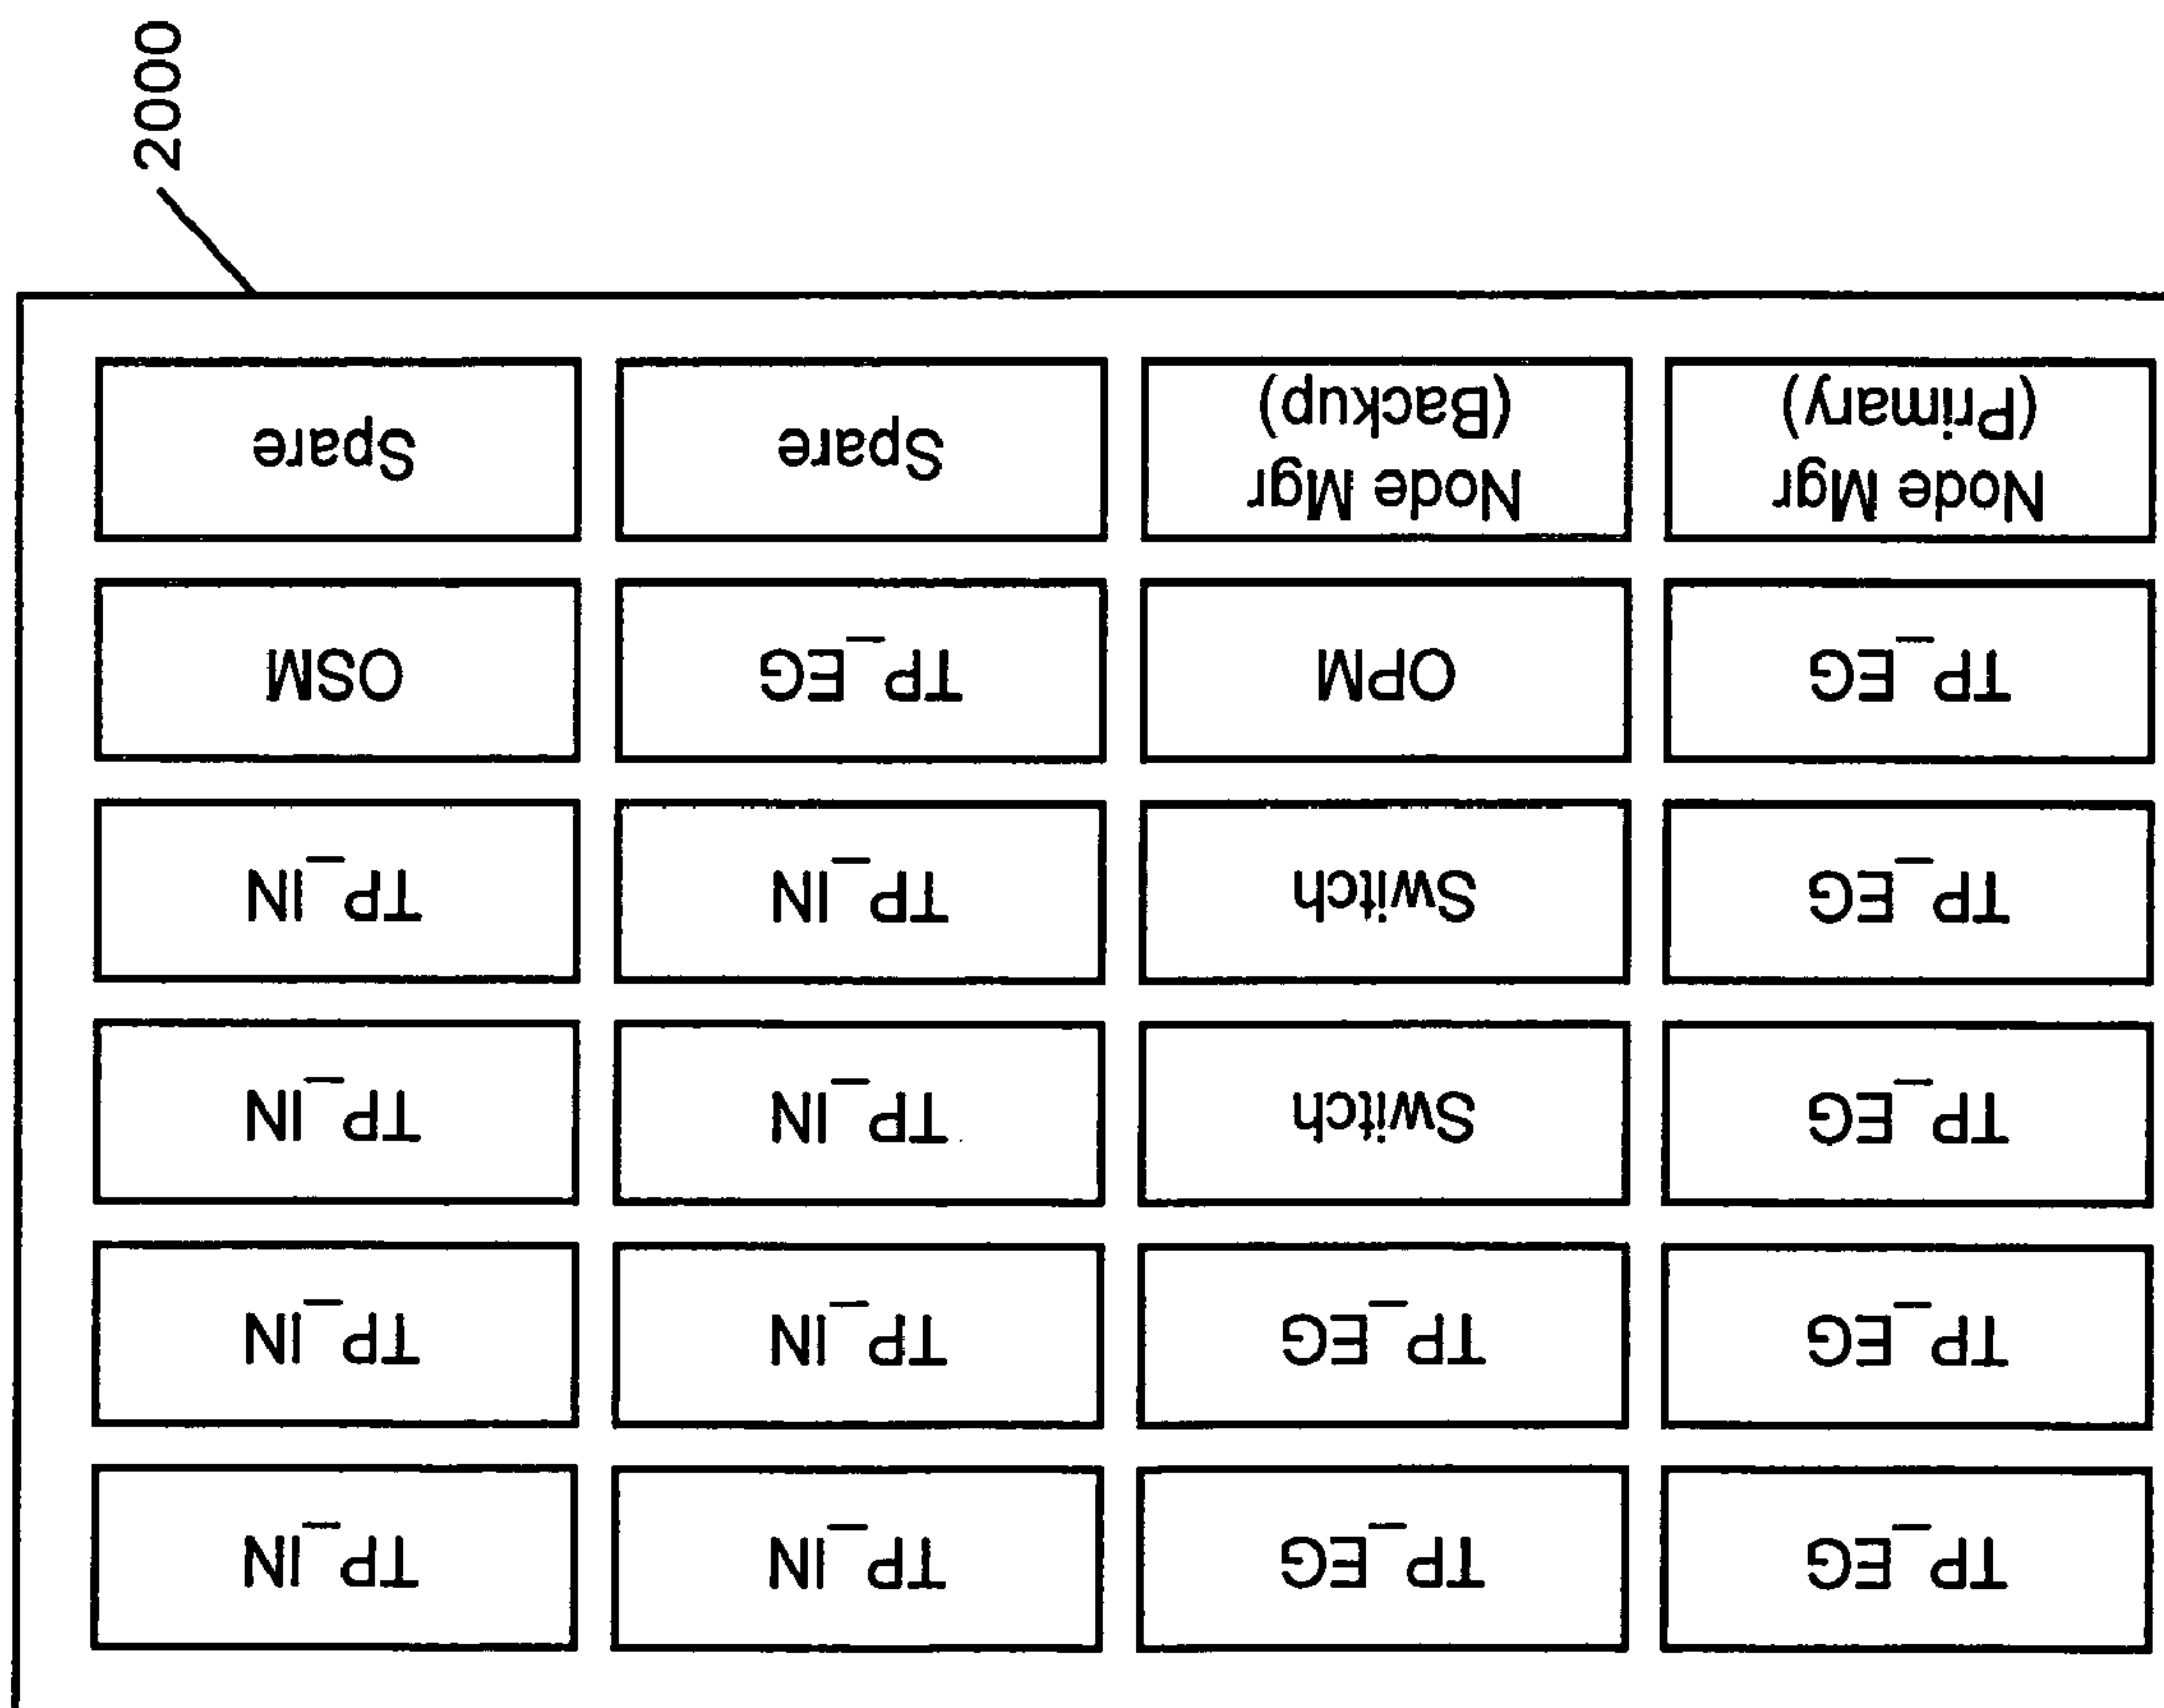 TP_EG
TP_EG
TP_IN
TP_IN
TP_EG
TP_EG
TP_IN
TP_IN
TP_EG
Switch
TP_IN
TP_IN
TP_EG
Switch
TP_IN
TP_IN
TP_EG
OPM
TP_EG
OSM
Node Mgr
(Primary)
Node Mgr
(Backup)
Spare
Spare
2000